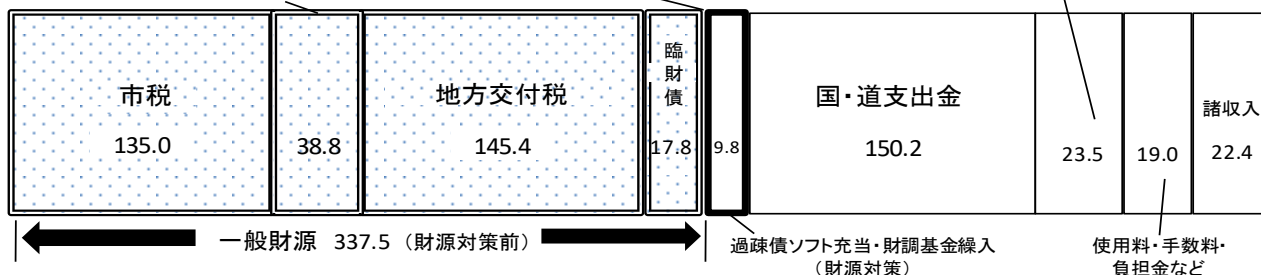 市税
135.0
38.8
地方交付税
145.4
臨財債
17.8
9.8
国・道支出金
150.2
23.5
19.0
諸収入
22.4
一般財源 337.5 (財源対策前)
過疎債ソフト充当・財調基金繰入
(財源対策)
使用料・手数料・
負担金など